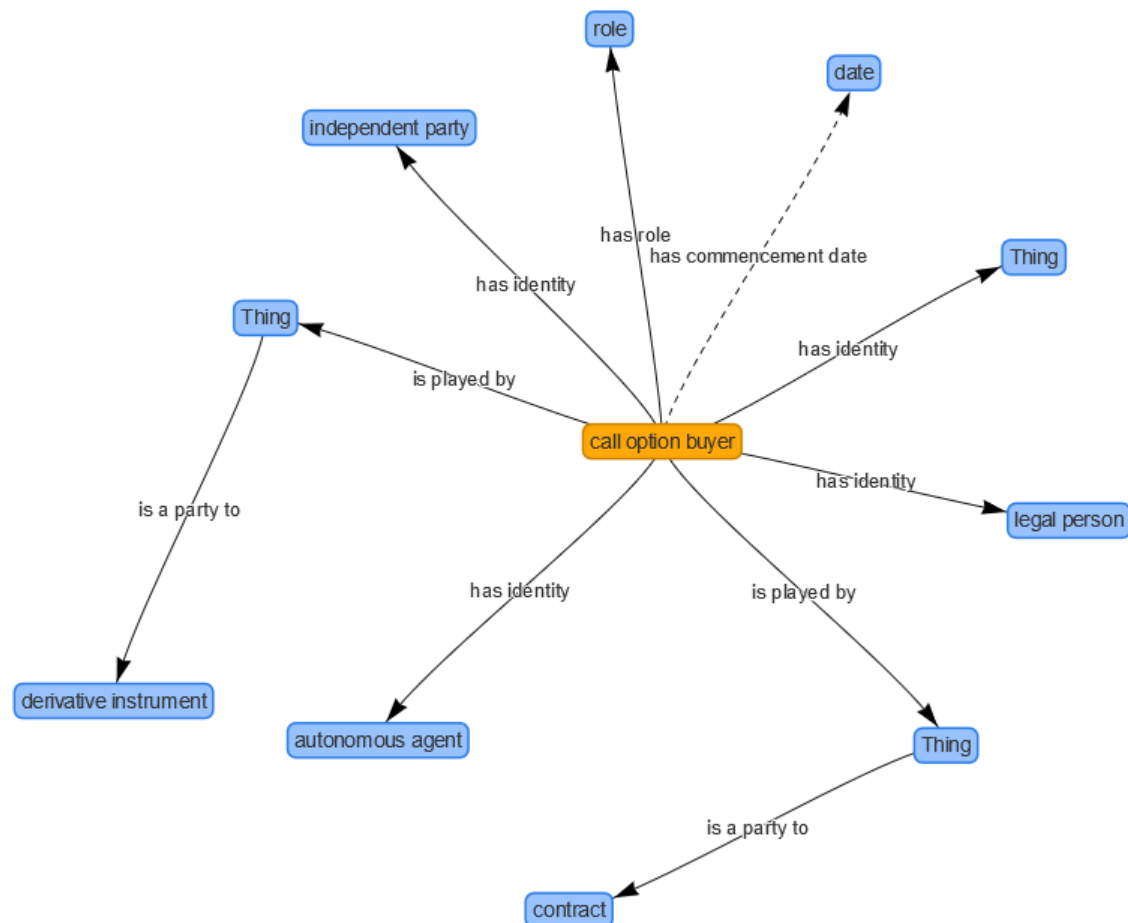 role
date
independent party
has role
has commencement date
Thing
has identity
Thing
has identity
is played by
call option buyer
has identity
legal person
is a party to
has identity
is played by
derivative instrument
autonomous agent
Thing
is a party to
contract